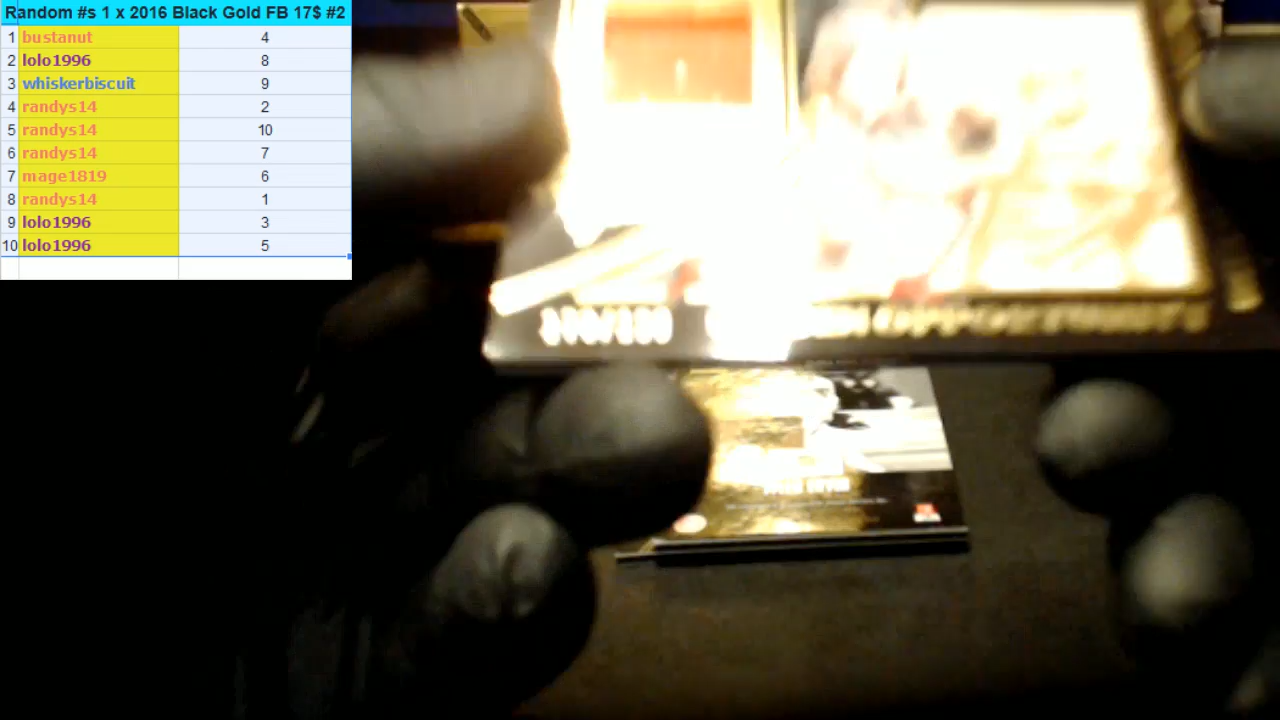 Random #s 1 x 2016 Black Gold FB 17$ #2
1 bustanut 4
2 lolo1996 8
3 whiskerbiscuit 9
4 randys14 2
5 randys14 10
6 randys14 7
7 mage1819 6
8 randys14 1
9 lolo1996 3
10 lolo1996 5